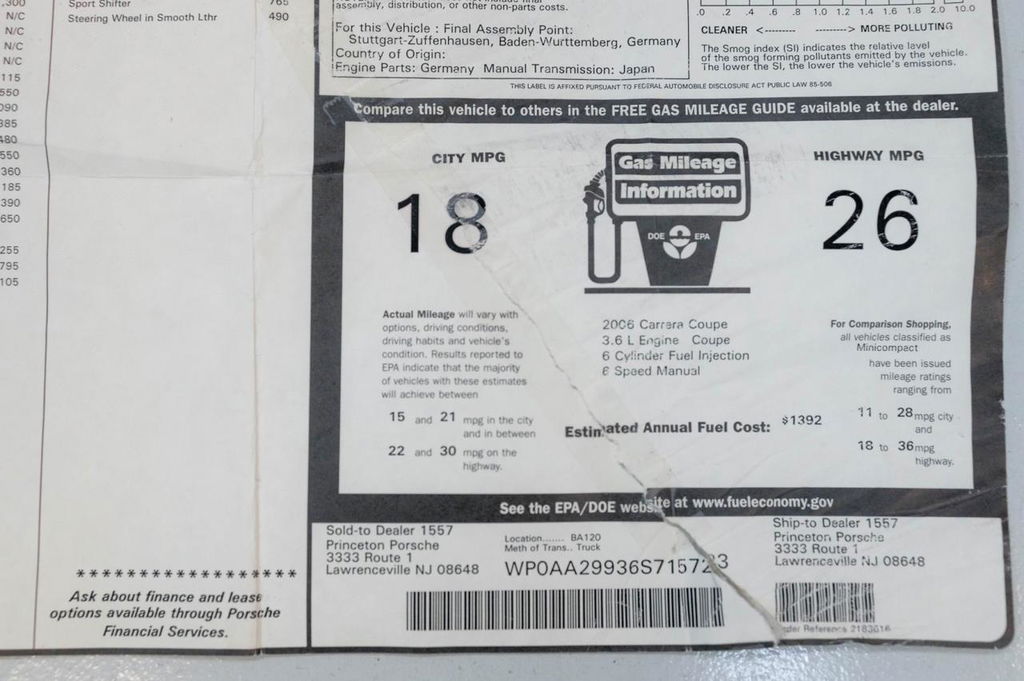 ,300 Sport Shifter 765
N/C Steering Wheel in Smooth Lthr 490
N/C
N/C
115
550
090
385
480
550
360
185
390
650
255
795
105
* * * * * * * * * * * * * * * * * *
Ask about finance and lease
options available through Porsche
Financial Services.
assembly, distribution, or other non-parts costs.
For this Vehicle : Final Assembly Point:
Stuttgart-Zuffenhausen, Baden-Wurttemberg, Germany
Country of Origin:
Engine Parts: Germany Manual Transmission: Japan
.0 .2 .4 .6 .8 1.0 1.2 1.4 1.6 1.8 2.0 10.0
CLEANER <-------- --------> MORE POLLUTING
The Smog index (SI) indicates the relative level
of the smog forming pollutants emitted by the vehicle.
The lower the SI, the lower the vehicle's emissions.
THIS LABEL IS AFFIXED PURSUANT TO FEDERAL AUTOMOBILE DISCLOSURE ACT PUBLIC LAW 85-506
Compare this vehicle to others in the FREE GAS MILEAGE GUIDE available at the dealer.
CITY MPG
18
Gas Mileage
Information
DOE EPA
HIGHWAY MPG
26
Actual Mileage will vary with
options, driving conditions,
driving habits and vehicle's
condition. Results reported to
EPA indicate that the majority
of vehicles with these estimates
will achieve between
15 and 21 mpg in the city
and in between
22 and 30 mpg on the
highway.
2006 Carrera Coupe
3.6 L Engine Coupe
6 Cylinder Fuel Injection
6 Speed Manual
Estimated Annual Fuel Cost: $1392
For Comparison Shopping,
all vehicles classified as
Minicompact
have been issued
mileage ratings
ranging from
11 to 28 mpg city
and
18 to 36 mpg
highway.
See the EPA/DOE website at www.fueleconomy.gov
Sold-to Dealer 1557
Princeton Porsche
3333 Route 1
Lawrenceville NJ 08648
Location....... BA120
Meth of Trans.. Truck
WP0AA29936S715723
Ship-to Dealer 1557
Princeton Porsche
3333 Route 1
Lawrenceville NJ 08648
der Reference 2183616